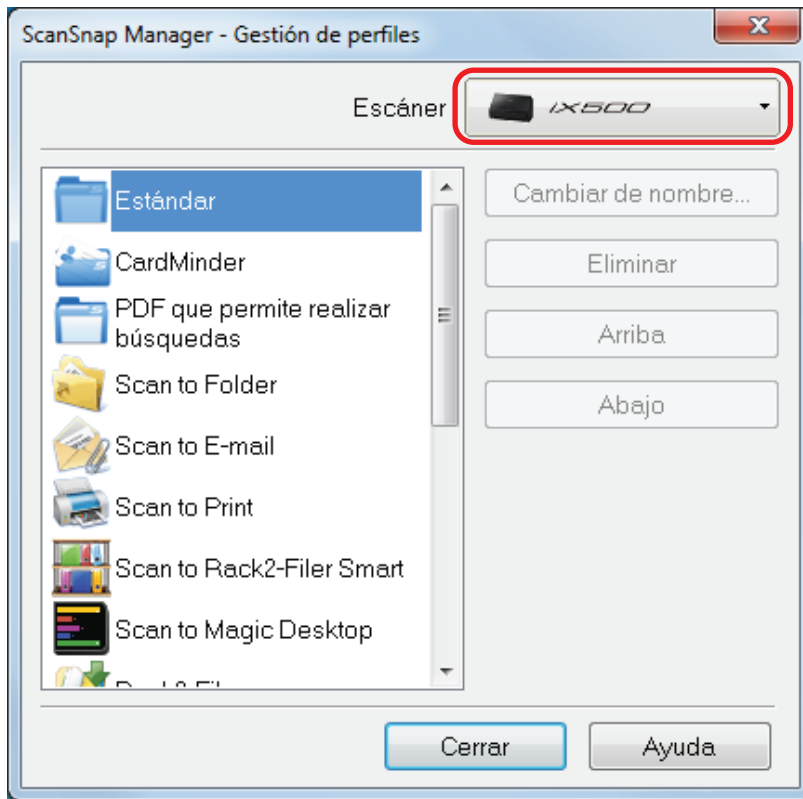 ScanSnap Manager - Gestión de perfiles
Escáner
iX500
Estándar
CardMinder
PDF que permite realizar
búsquedas
Scan to Folder
Scan to E-mail
Scan to Print
Scan to Rack2-Filer Smart
Scan to Magic Desktop
Cambiar de nombre...
Eliminar
Arriba
Abajo
Cerrar
Ayuda